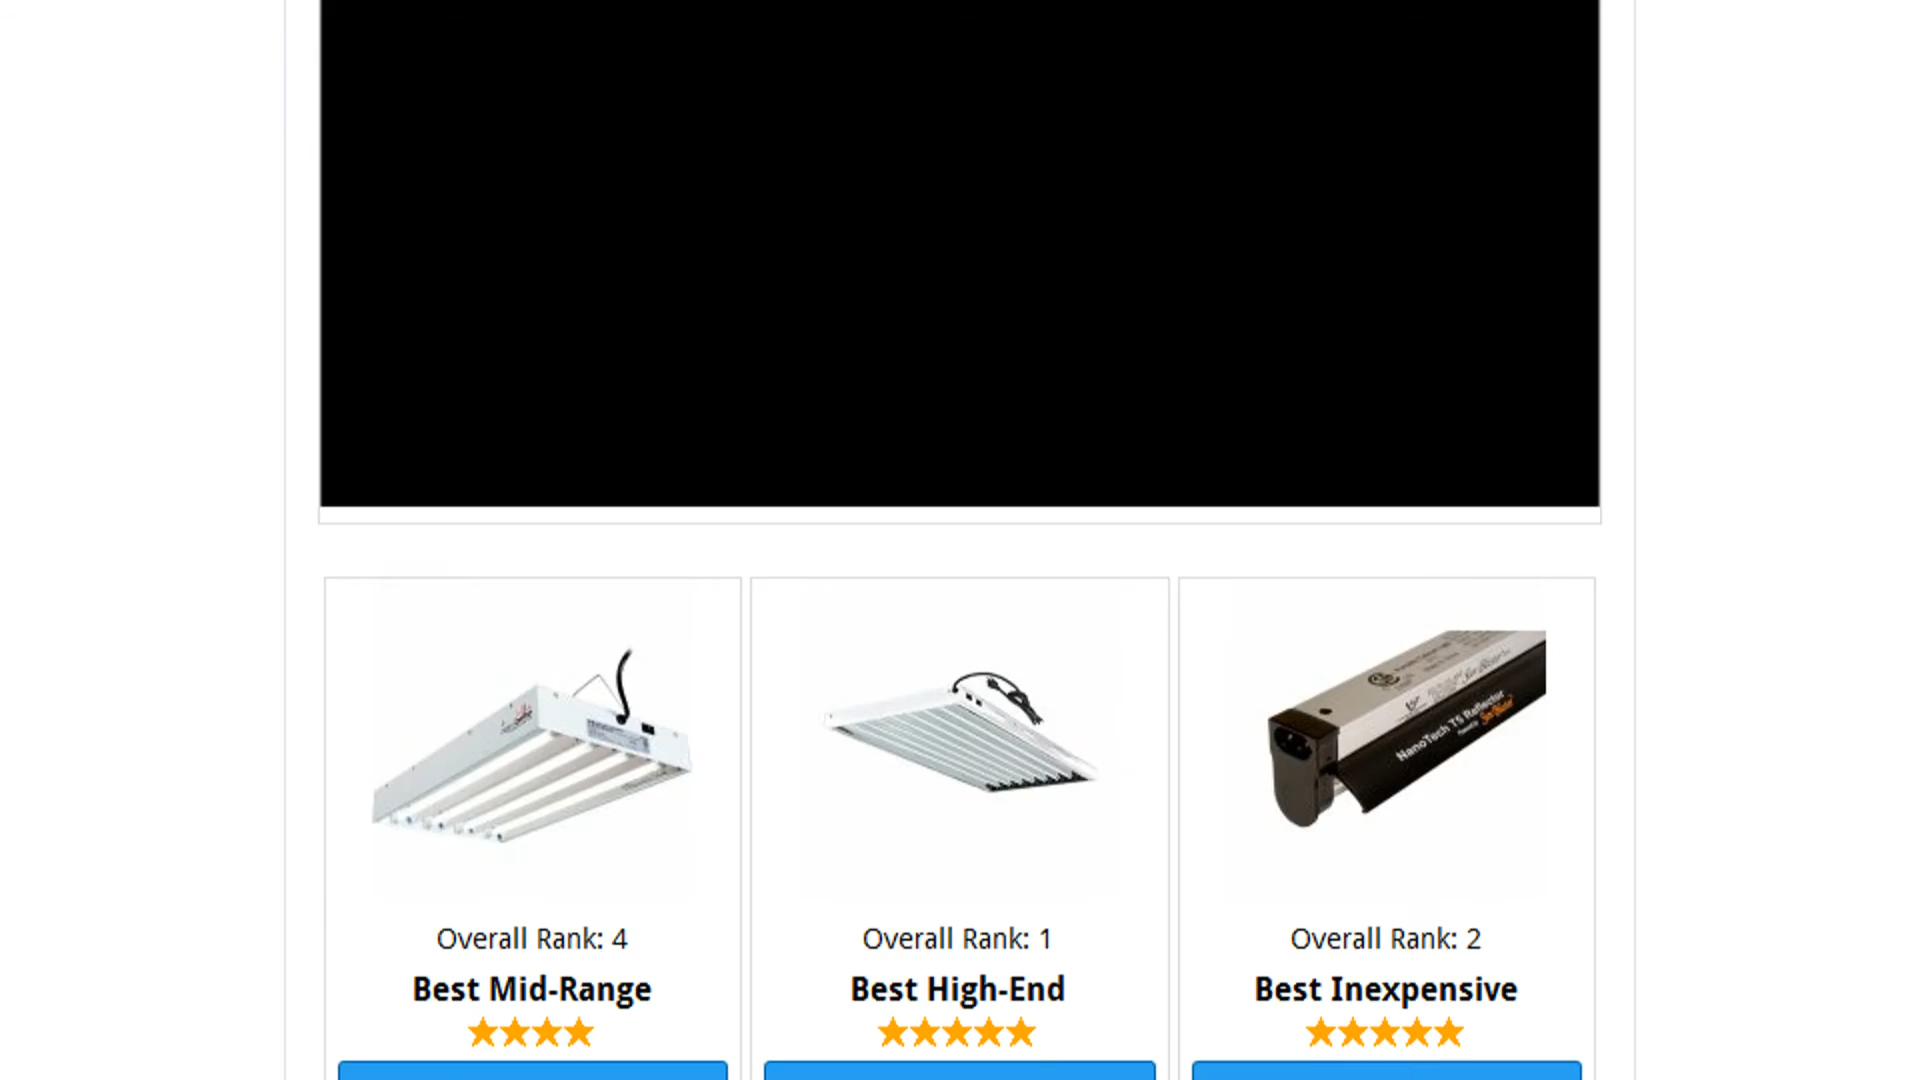 NanoTech T5 Reflector
Overall Rank: 4
Overall Rank: 1
Overall Rank: 2
Best Mid-Range
Best High-End
Best Inexpensive